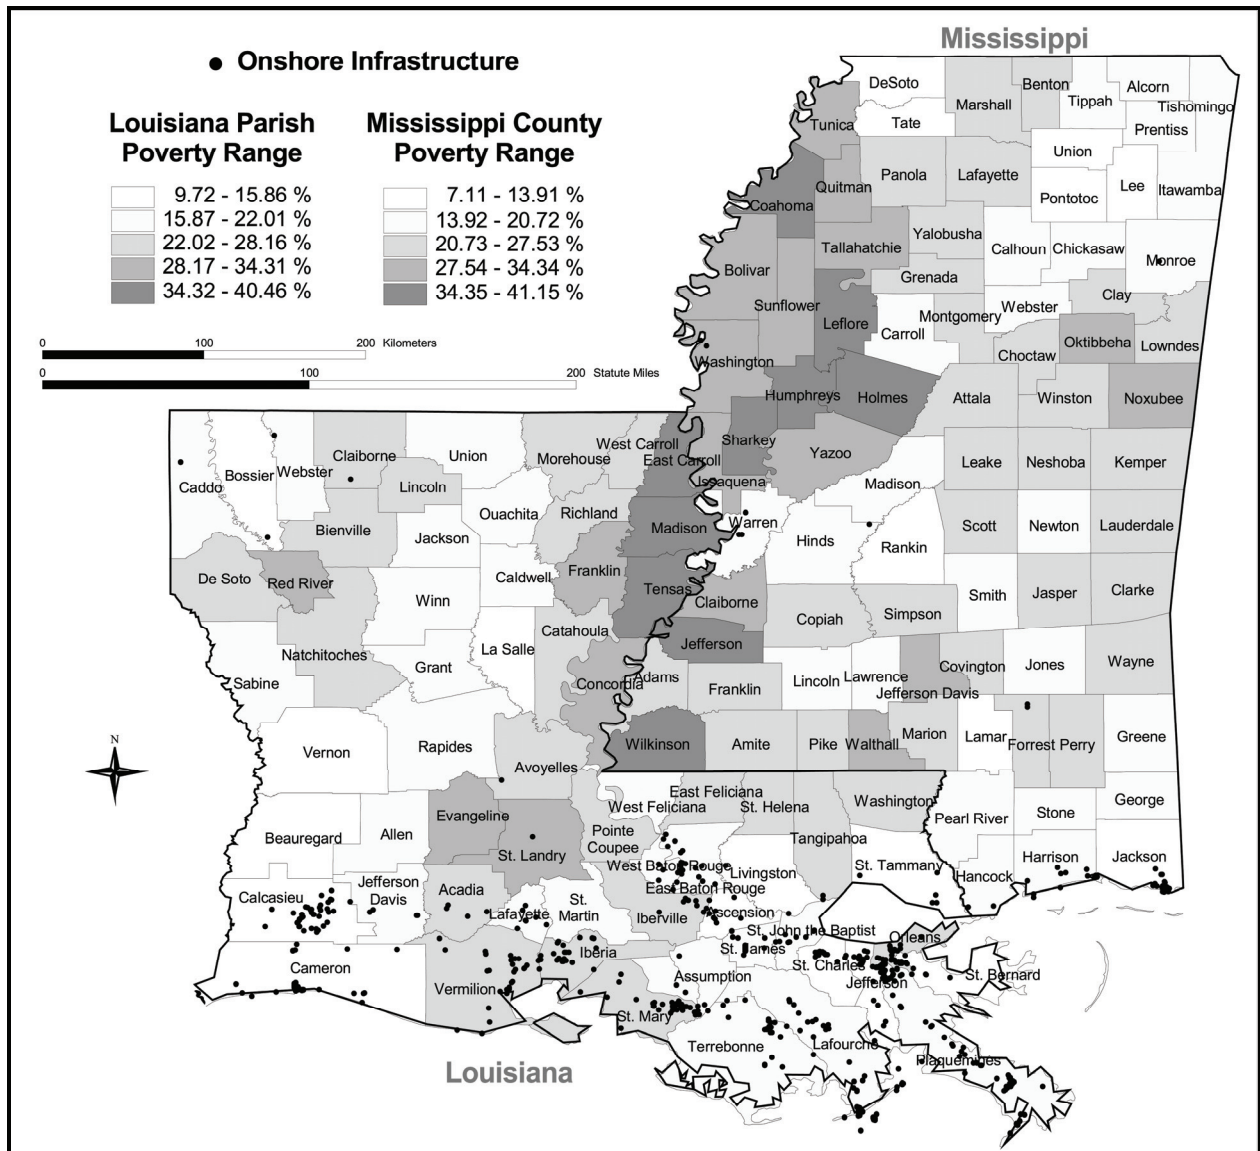 Mississippi
Onshore Infrastructure
Louisiana Parish
Poverty Range
9.72 - 15.86 %
15.87 - 22.01 %
22.02 - 28.16 %
28.17 - 34.31 %
34.32 - 40.46 %
Mississippi County
Poverty Range
7.11 - 13.91 %
13.92 - 20.72 %
20.73 - 27.53 %
27.54 - 34.34 %
34.35 - 41.15 %
0 100 200 Kilometers
0 100 200 Statute Miles
DeSoto
Marshall
Benton
Tippah
Alcorn
Tishomingo
Prentiss
Tunica
Tate
Union
Panola
Lafayette
Quitman
Coahoma
Pontotoc
Lee
Itawamba
Tallahatchie
Yalobusha
Calhoun
Chickasaw
Monroe
Bolivar
Sunflower
Grenada
Clay
Leflore
Carroll
Montgomery
Webster
Choctaw
Oktibbeha
Lowndes
Washington
Humphreys
Holmes
Attala
Winston
Noxubee
Sharkey
Yazoo
Issaquena
Madison
Leake
Neshoba
Kemper
Warren
Hinds
Rankin
Scott
Newton
Lauderdale
Claiborne
Copiah
Simpson
Smith
Jasper
Clarke
Jefferson
Adams
Franklin
Lincoln
Lawrence
Jefferson Davis
Covington
Jones
Wayne
Wilkinson
Amite
Pike
Walthall
Marion
Lamar
Forrest
Perry
Greene
Pearl River
Stone
George
Hancock
Harrison
Jackson
Caddo
Bossier
Webster
Claiborne
Lincoln
Union
Morehouse
West Carroll
East Carroll
Bienville
Jackson
Ouachita
Richland
Madison
De Soto
Red River
Winn
Caldwell
Franklin
Tensas
Natchitoches
Sabine
Grant
La Salle
Catahoula
Concordia
N
Vernon
Rapides
Avoyelles
Beauregard
Allen
Evangeline
St. Landry
Pointe
Coupee
West Feliciana
East Feliciana
St. Helena
Tangipahoa
Washington
West Baton Rouge
East Baton Rouge
Livingston
St. Tammany
Calcasieu
Jefferson
Davis
Acadia
Lafayette
St.
Martin
Iberville
Ascension
St. John the Baptist
St. James
Orleans
Cameron
Vermilion
Iberia
Assumption
St. Charles
Jefferson
St. Bernard
St. Mary
Terrebonne
Lafourche
Plaquemines
Louisiana